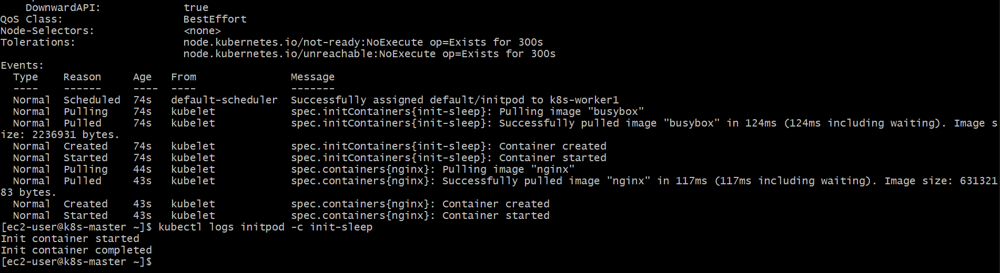 DownwardAPI:             true
QoS Class:                   BestEffort
Node-Selectors:              <none>
Tolerations:                 node.kubernetes.io/not-ready:NoExecute op=Exists for 300s
                             node.kubernetes.io/unreachable:NoExecute op=Exists for 300s
Events:
  Type    Reason     Age   From               Message
  ----    ------     ----  ----               -------
  Normal  Scheduled  74s   default-scheduler  Successfully assigned default/initpod to k8s-worker1
  Normal  Pulling    74s   kubelet            spec.initContainers{init-sleep}: Pulling image "busybox"
  Normal  Pulled     74s   kubelet            spec.initContainers{init-sleep}: Successfully pulled image "busybox" in 124ms (124ms including waiting). Image s
ize: 2236931 bytes.
  Normal  Created    74s   kubelet            spec.initContainers{init-sleep}: Container created
  Normal  Started    74s   kubelet            spec.initContainers{init-sleep}: Container started
  Normal  Pulling    44s   kubelet            spec.containers{nginx}: Pulling image "nginx"
  Normal  Pulled     43s   kubelet            spec.containers{nginx}: Successfully pulled image "nginx" in 117ms (117ms including waiting). Image size: 631321
83 bytes.
  Normal  Created    43s   kubelet            spec.containers{nginx}: Container created
  Normal  Started    43s   kubelet            spec.containers{nginx}: Container started
[ec2-user@k8s-master ~]$ kubectl logs initpod -c init-sleep
Init container started
Init container completed
[ec2-user@k8s-master ~]$